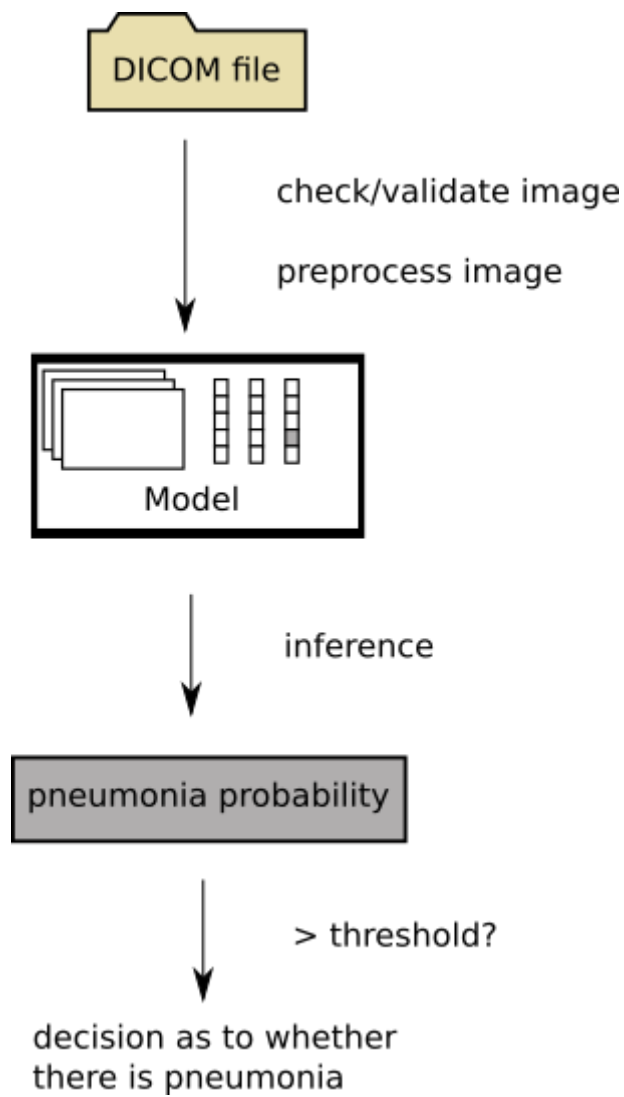 DICOM file
check/validate image
preprocess image
Model
inference
pneumonia probability
> threshold?
decision as to whether
there is pneumonia